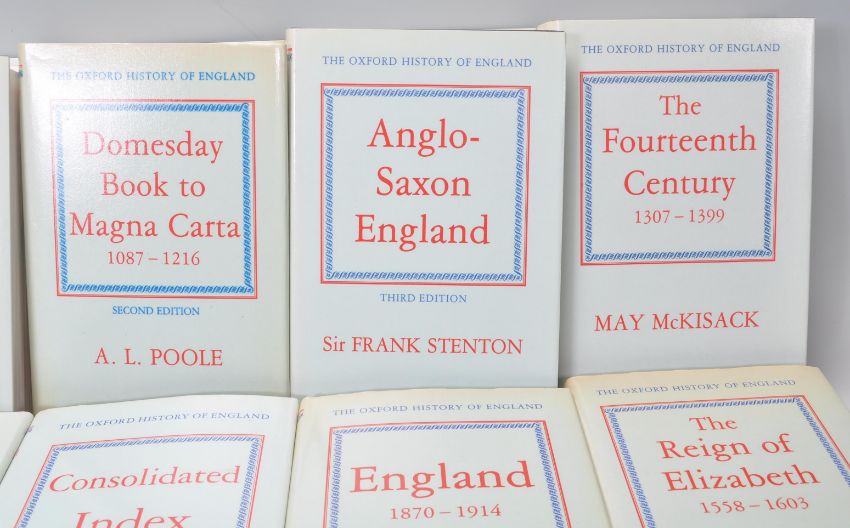 THE OXFORD HISTORY OF ENGLAND
Domesday
Book to
Magna Carta
1087 – 1216
SECOND EDITION
A. L. POOLE
THE OXFORD HISTORY OF ENGLAND
Anglo-
Saxon
England
THIRD EDITION
Sir FRANK STENTON
THE OXFORD HISTORY OF ENGLAND
The
Fourteenth
Century
1307 – 1399
MAY McKISACK
THE OXFORD HISTORY OF ENGLAND
Consolidated
Index
THE OXFORD HISTORY OF ENGLAND
England
1870 – 1914
THE OXFORD HISTORY OF ENGLAND
The
Reign of
Elizabeth
1558 – 1603